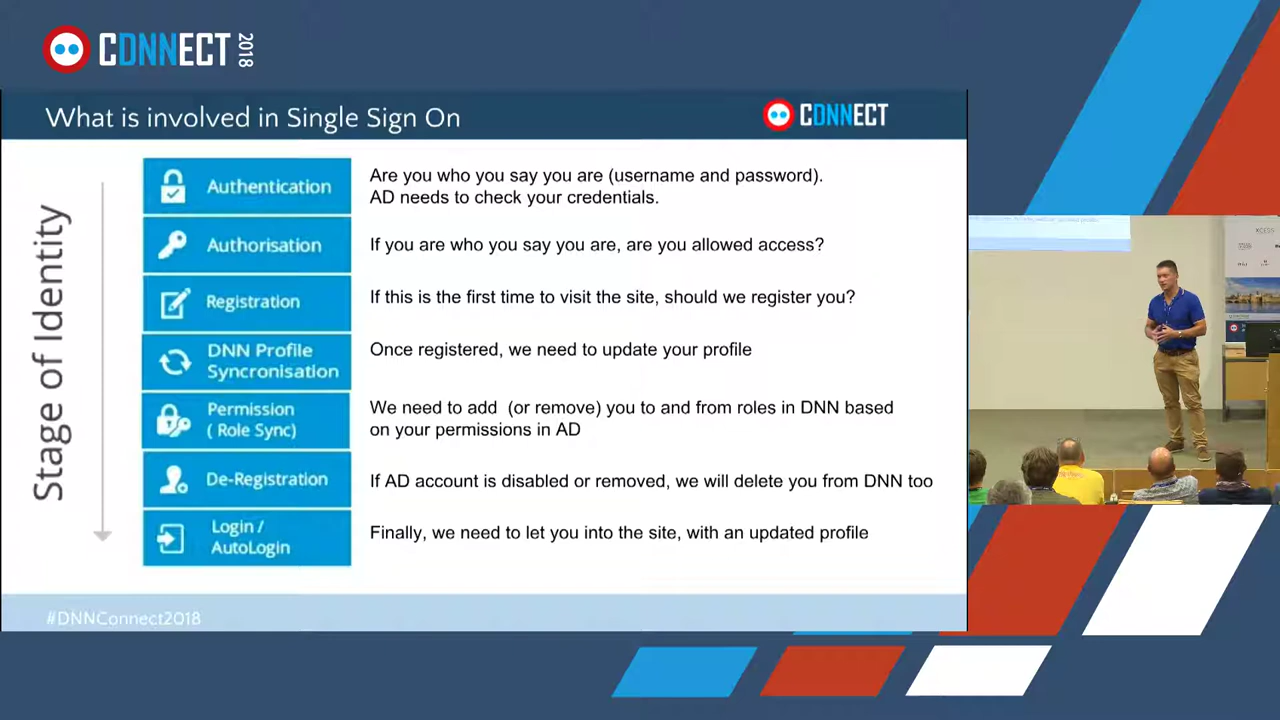 CDNNECT 2018
What is involved in Single Sign On
CDNNECT
Stage of Identity
Authentication
Are you who you say you are (username and password).
AD needs to check your credentials.
Authorisation
If you are who you say you are, are you allowed access?
Registration
If this is the first time to visit the site, should we register you?
DNN Profile
Syncronisation
Once registered, we need to update your profile
Permission
( Role Sync)
We need to add (or remove) you to and from roles in DNN based
on your permissions in AD
De-Registration
If AD account is disabled or removed, we will delete you from DNN too
Login /
AutoLogin
Finally, we need to let you into the site, with an updated profile
#DNNConnect2018
XCESS